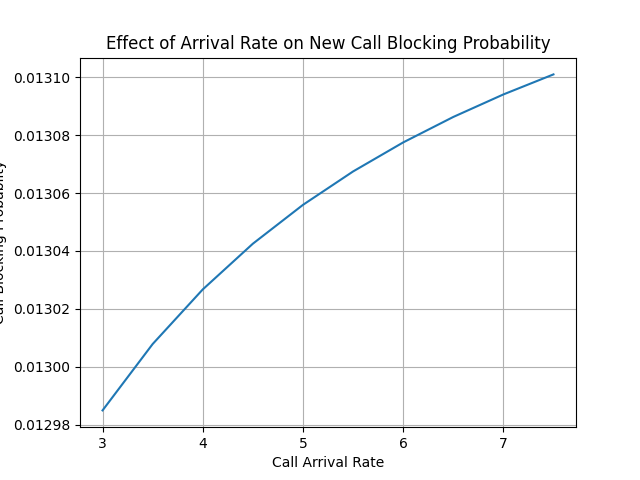 Effect of Arrival Rate on New Call Blocking Probability
0.01310
0.01308
0.01306
0.01304
0.01302
0.01300
0.01298
3 4 5 6 7
Call Arrival Rate